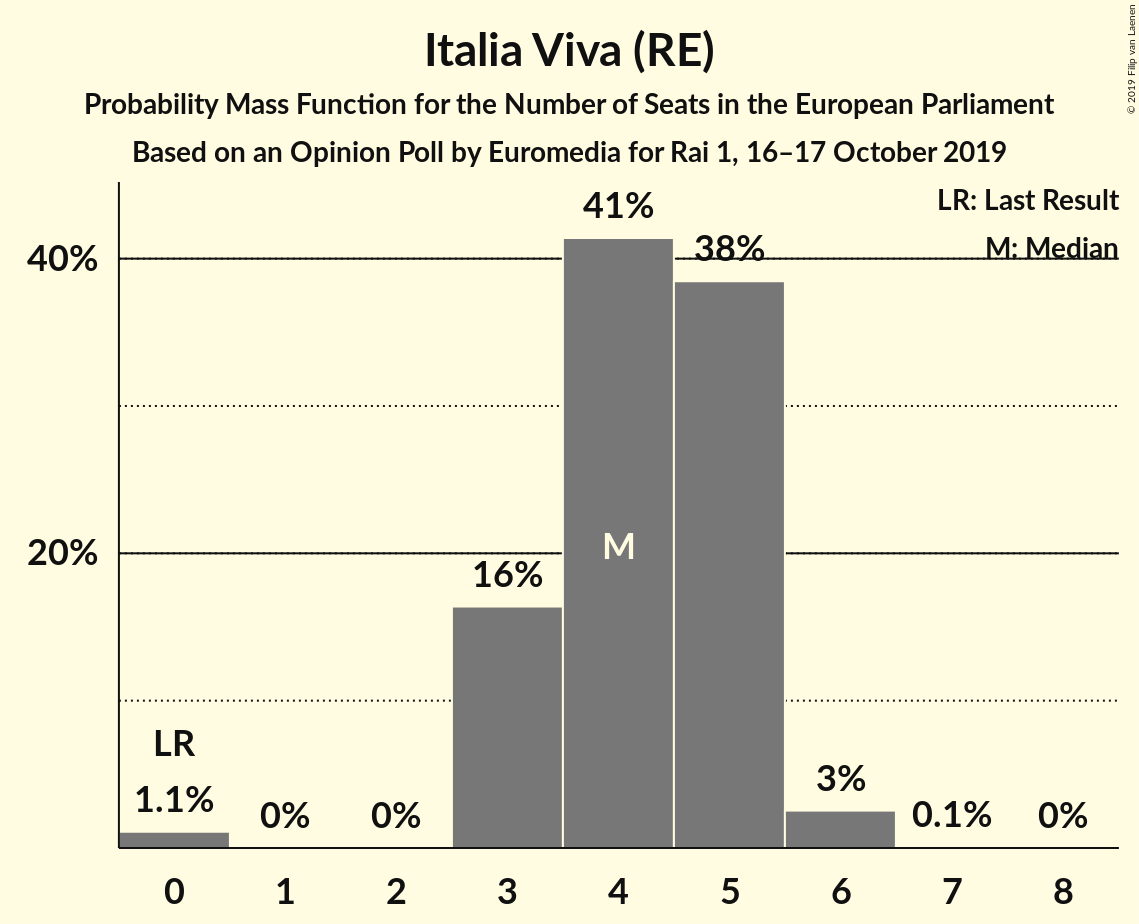 Italia Viva (RE)
Probability Mass Function for the Number of Seats in the European Parliament
Based on an Opinion Poll by Euromedia for Rai 1, 16–17 October 2019
© 2019 Filip van Laenen
LR: Last Result
M: Median
41%
38%
40%
M
20%
16%
LR
1.1%
0%
0%
3%
0.1%
0%
0 1 2 3 4 5 6 7 8